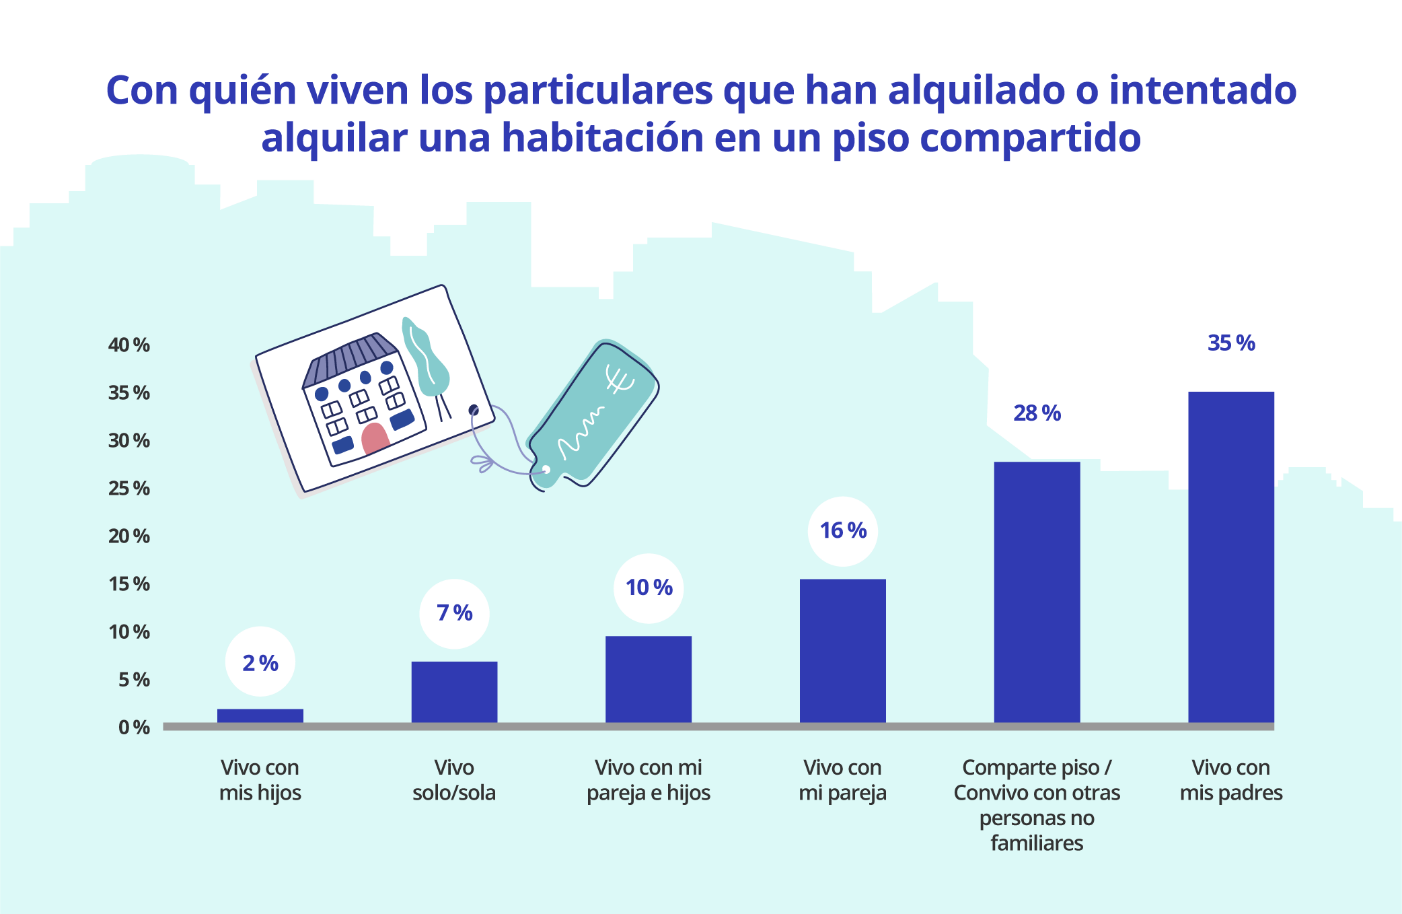 Con quién viven los particulares que han alquilado o intentado
alquilar una habitación en un piso compartido
40 %
35 %
30 %
25 %
20 %
15 %
10 %
5 %
0 %
2 %
7 %
10 %
16 %
28 %
35 %
Vivo con
mis hijos
Vivo
solo/sola
Vivo con mi
pareja e hijos
Vivo con
mi pareja
Comparte piso /
Convivo con otras
personas no
familiares
Vivo con
mis padres
€